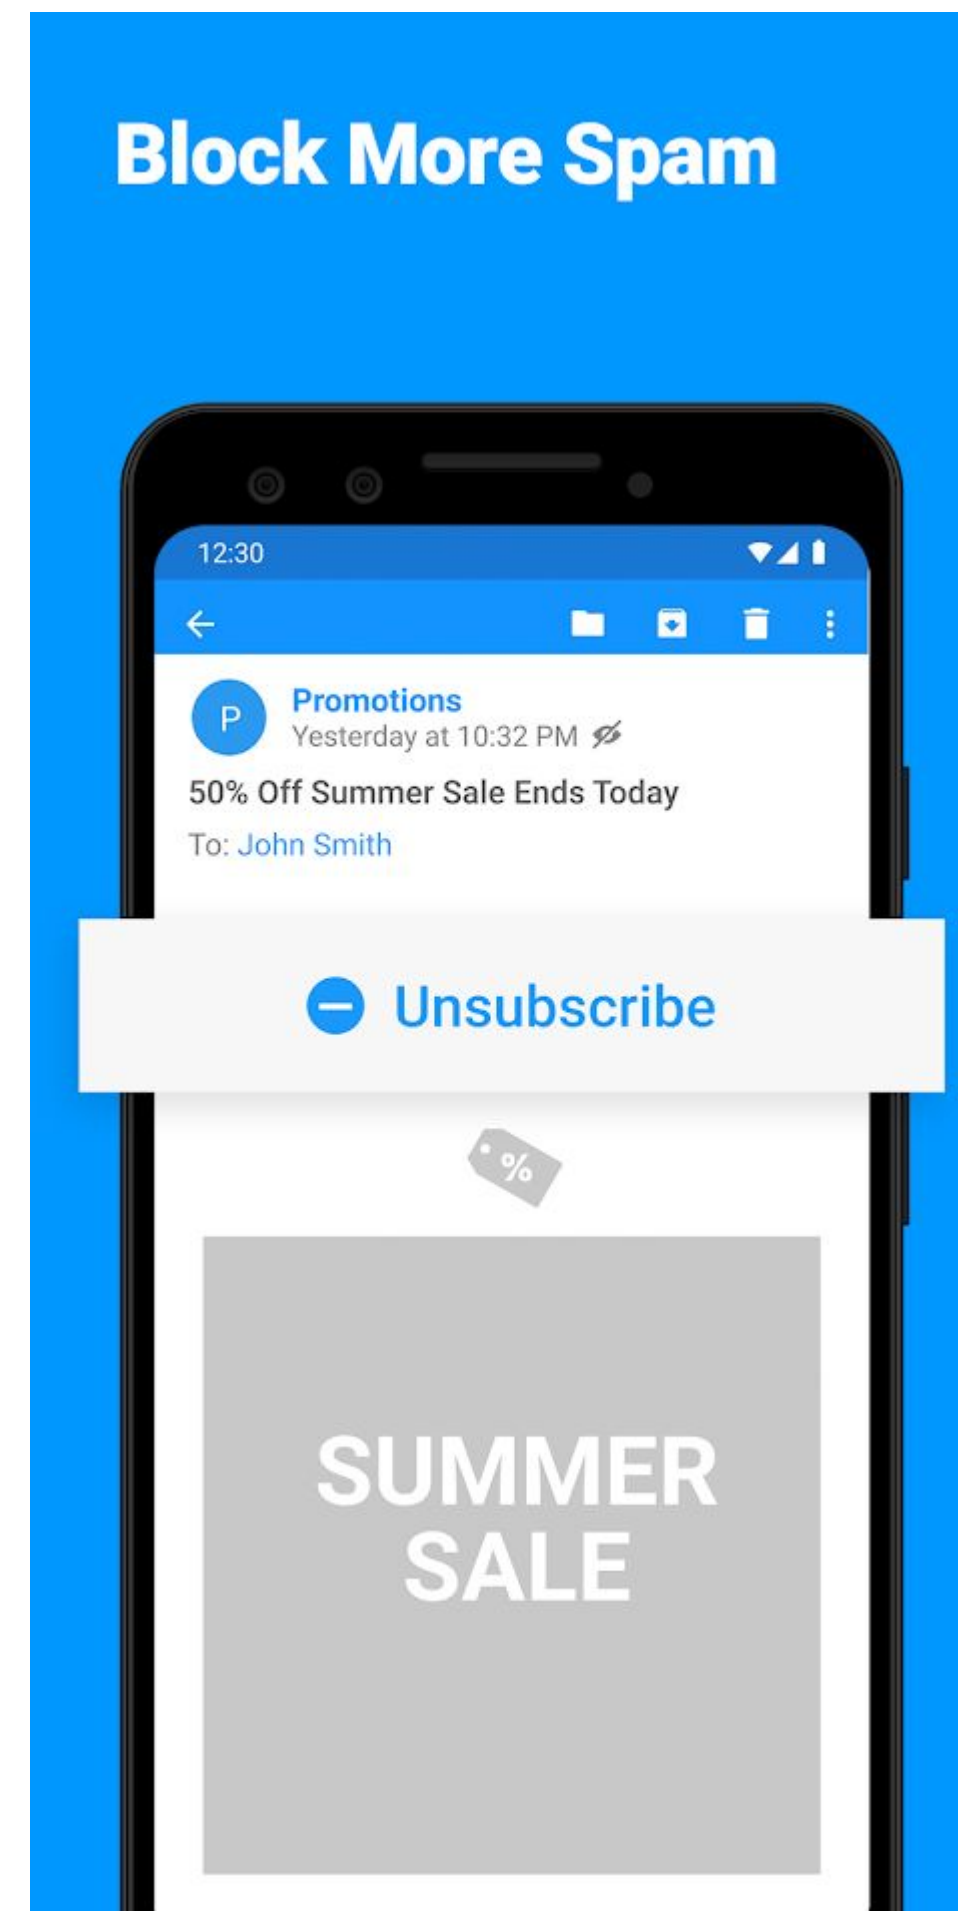 Block More Spam
12:30
P
Promotions
Yesterday at 10:32 PM
50% Off Summer Sale Ends Today
To: John Smith
Unsubscribe
%
SUMMER
SALE